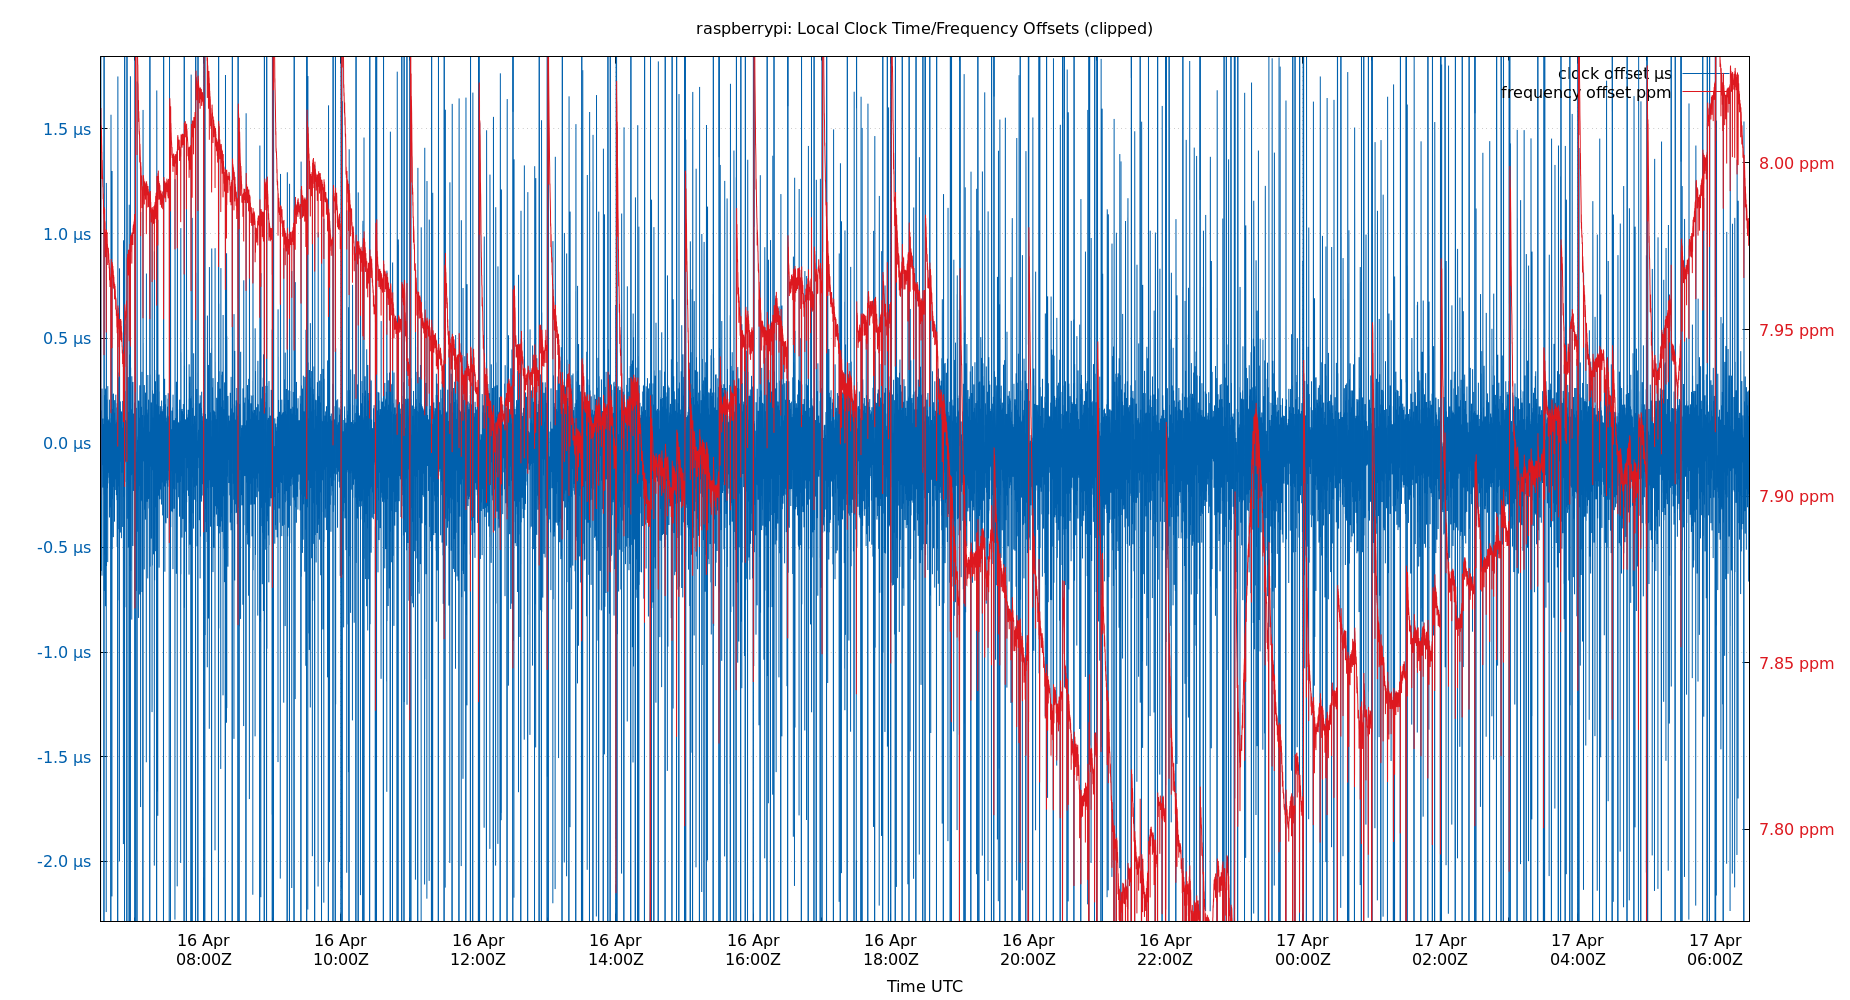 raspberrypi: Local Clock Time/Frequency Offsets (clipped)
clock offset µs
frequency offset ppm
1.5 µs
1.0 µs
0.5 µs
0.0 µs
-0.5 µs
-1.0 µs
-1.5 µs
-2.0 µs
8.00 ppm
7.95 ppm
7.90 ppm
7.85 ppm
7.80 ppm
16 Apr 16 Apr 16 Apr 16 Apr 16 Apr 16 Apr 16 Apr 16 Apr 17 Apr 17 Apr 17 Apr 17 Apr
08:00Z 10:00Z 12:00Z 14:00Z 16:00Z 18:00Z 20:00Z 22:00Z 00:00Z 02:00Z 04:00Z 06:00Z
Time UTC